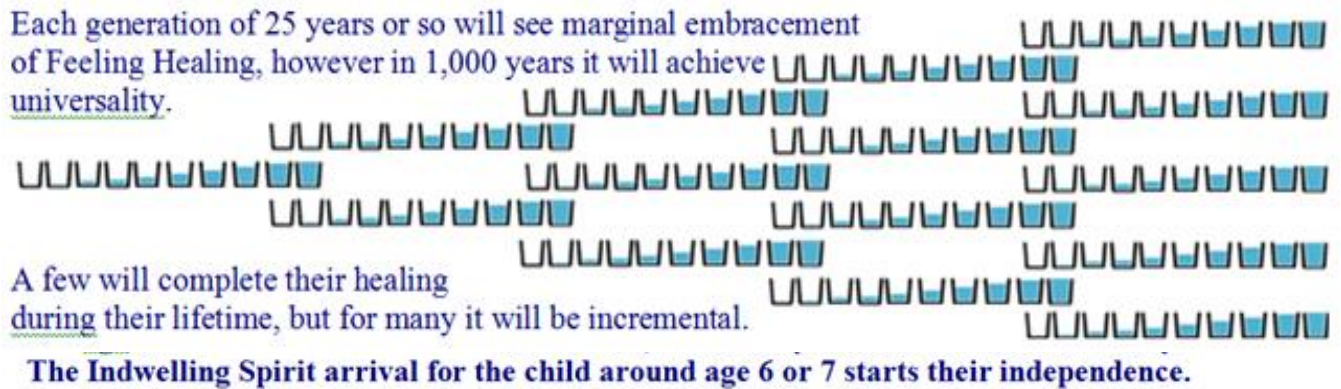 Each generation of 25 years or so will see marginal embracement
of Feeling Healing, however in 1,000 years it will achieve
universality.
A few will complete their healing
during their lifetime, but for many it will be incremental.
The Indwelling Spirit arrival for the child around age 6 or 7 starts their independence.